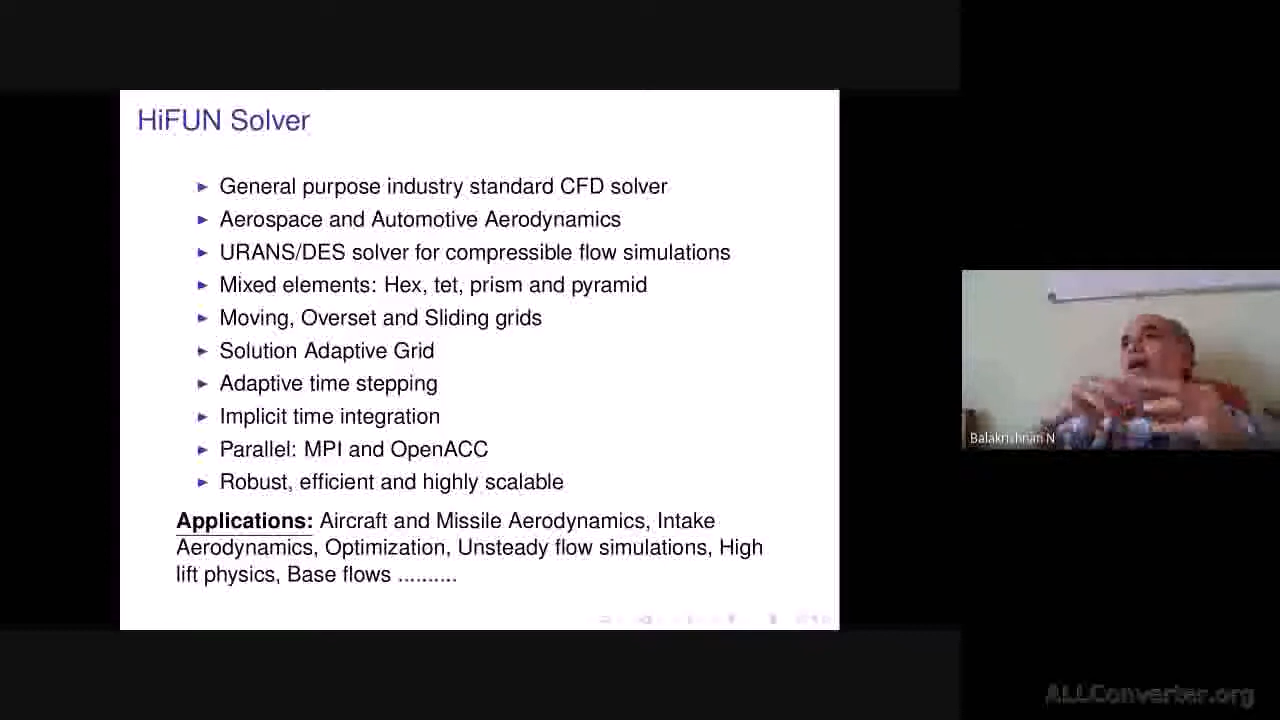 HiFUN Solver
General purpose industry standard CFD solver
Aerospace and Automotive Aerodynamics
URANS/DES solver for compressible flow simulations
Mixed elements: Hex, tet, prism and pyramid
Moving, Overset and Sliding grids
Solution Adaptive Grid
Adaptive time stepping
Implicit time integration
Parallel: MPI and OpenACC
Robust, efficient and highly scalable
Applications: Aircraft and Missile Aerodynamics, Intake
Aerodynamics, Optimization, Unsteady flow simulations, High
lift physics, Base flows ..........
Balakrishnan N
ALLConverter.org